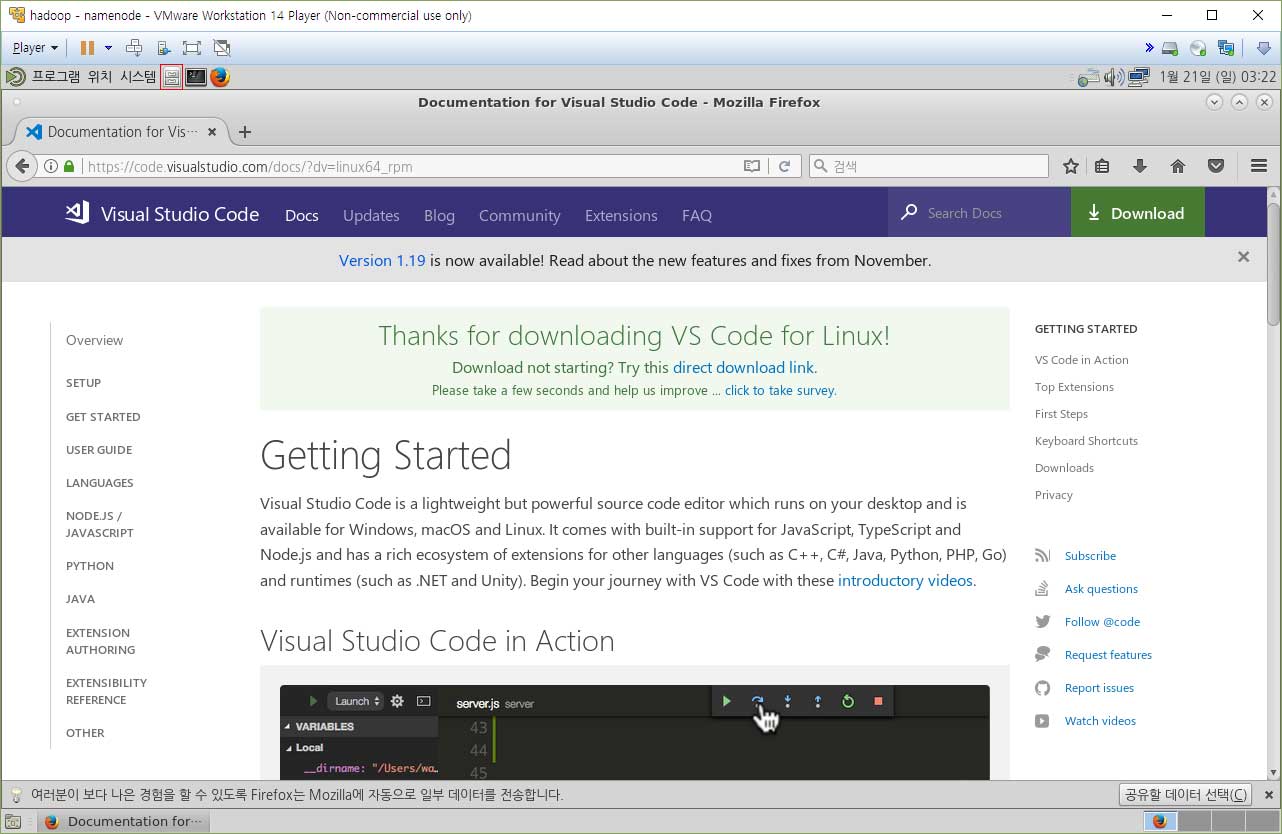 hadoop - namenode - VMware Workstation 14 Player (Non-commercial use only)
Player
프로그램 위치 시스템
1월 21일 (일) 03:22
Documentation for Visual Studio Code - Mozilla Firefox
Documentation for Vis···
https://code.visualstudio.com/docs/?dv=linux64_rpm
검색
Visual Studio Code Docs Updates Blog Community Extensions FAQ
Search Docs
Download
Version 1.19 is now available! Read about the new features and fixes from November.
Overview
SETUP
GET STARTED
USER GUIDE
LANGUAGES
NODE.JS /
JAVASCRIPT
PYTHON
JAVA
EXTENSION
AUTHORING
EXTENSIBILITY
REFERENCE
OTHER
Thanks for downloading VS Code for Linux!
Download not starting? Try this direct download link.
Please take a few seconds and help us improve ... click to take survey.
Getting Started
Visual Studio Code is a lightweight but powerful source code editor which runs on your desktop and is
available for Windows, macOS and Linux. It comes with built-in support for JavaScript, TypeScript and
Node.js and has a rich ecosystem of extensions for other languages (such as C++, C#, Java, Python, PHP, Go)
and runtimes (such as .NET and Unity). Begin your journey with VS Code with these introductory videos.
Visual Studio Code in Action
Launch
server.js server
VARIABLES
Local
__dirname: "/Users/wa…
43
44
45
GETTING STARTED
VS Code in Action
Top Extensions
First Steps
Keyboard Shortcuts
Downloads
Privacy
Subscribe
Ask questions
Follow @code
Request features
Report issues
Watch videos
여러분이 보다 나은 경험을 할 수 있도록 Firefox는 Mozilla에 자동으로 일부 데이터를 전송합니다.
공유할 데이터 선택(C)
Documentation for···